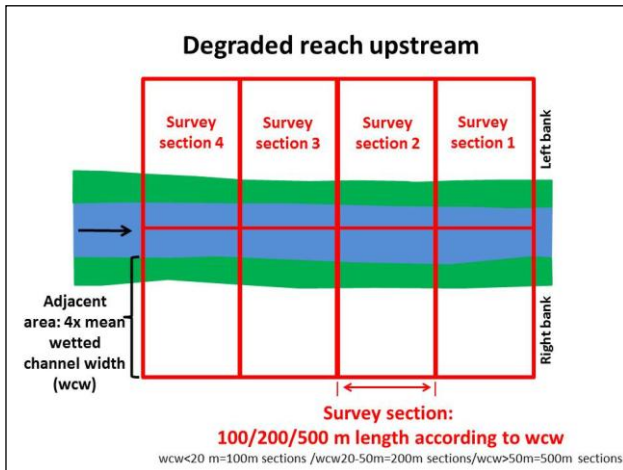 Degraded reach upstream
Survey
section 4
Survey
section 3
Survey
section 2
Survey
section 1
Left bank
Adjacent
area: 4x mean
wetted
channel width
(wcw)
Right bank
Survey section:
100/200/500 m length according to wcw
wcw<20 m=100m sections /wcw20-50m=200m sections/wcw>50m=500m sections